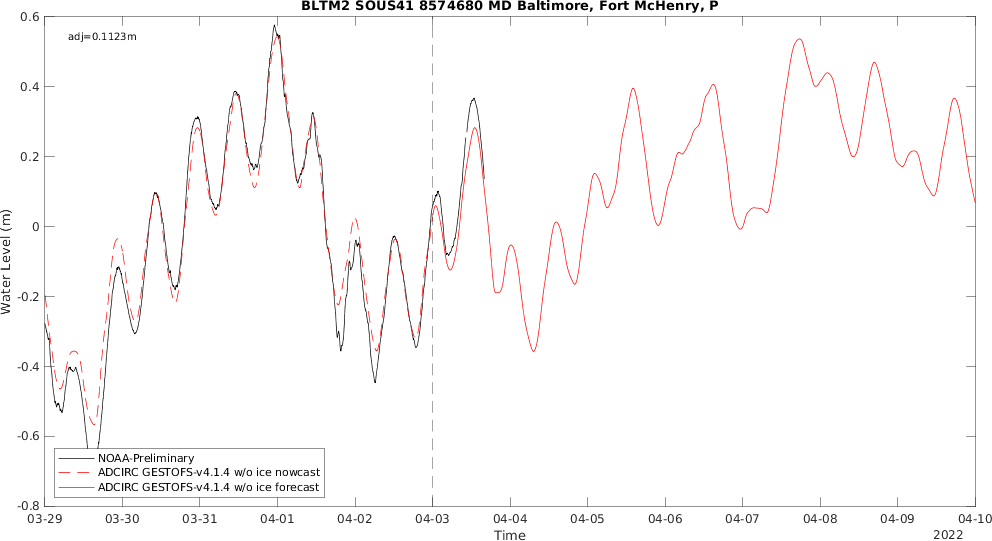 BLTM2 SOUS41 8574680 MD Baltimore, Fort McHenry, P
adj=0.1123m
0.6
0.4
0.2
0
-0.2
-0.4
-0.6
-0.8
Water Level (m)
NOAA-Preliminary
ADCIRC GESTOFS-v4.1.4 w/o ice nowcast
ADCIRC GESTOFS-v4.1.4 w/o ice forecast
03-29 03-30 03-31 04-01 04-02 04-03 04-04 04-05 04-06 04-07 04-08 04-09 04-10
Time
2022